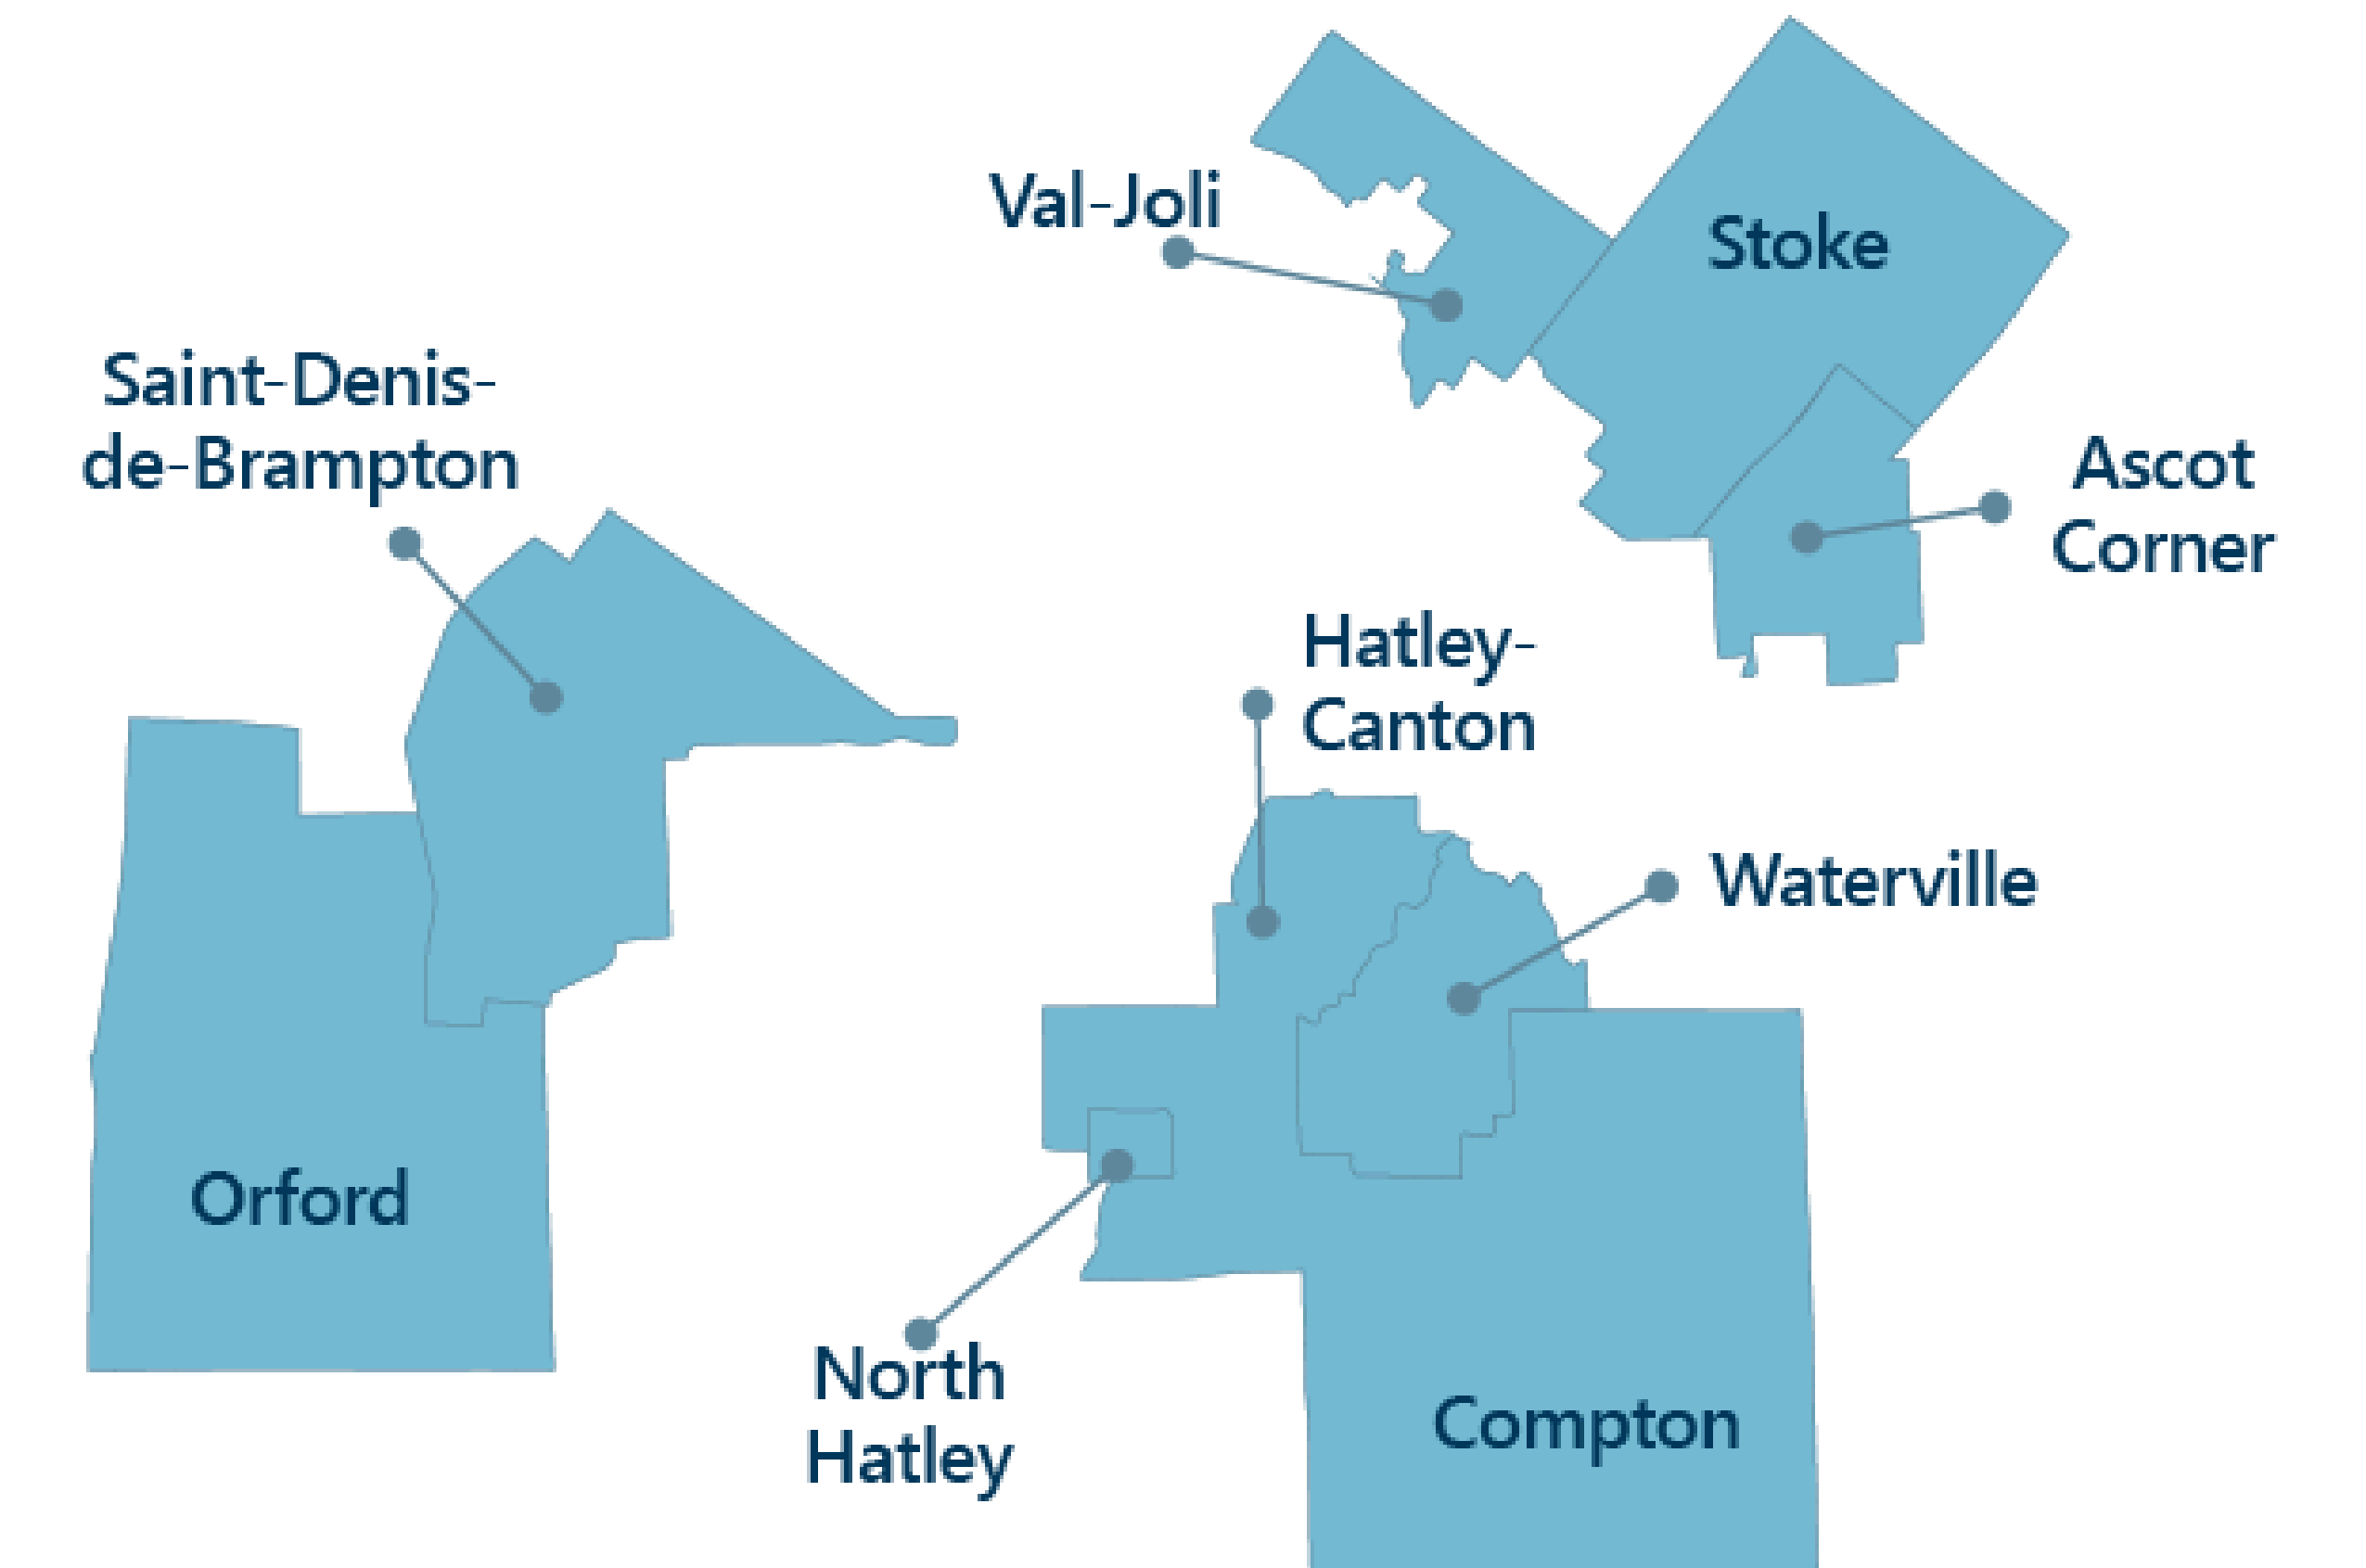 Val-Joli
Stoke
Saint-Denis-
de-Brampton
Ascot
Corner
Hatley-
Canton
Waterville
Orford
North
Hatley
Compton